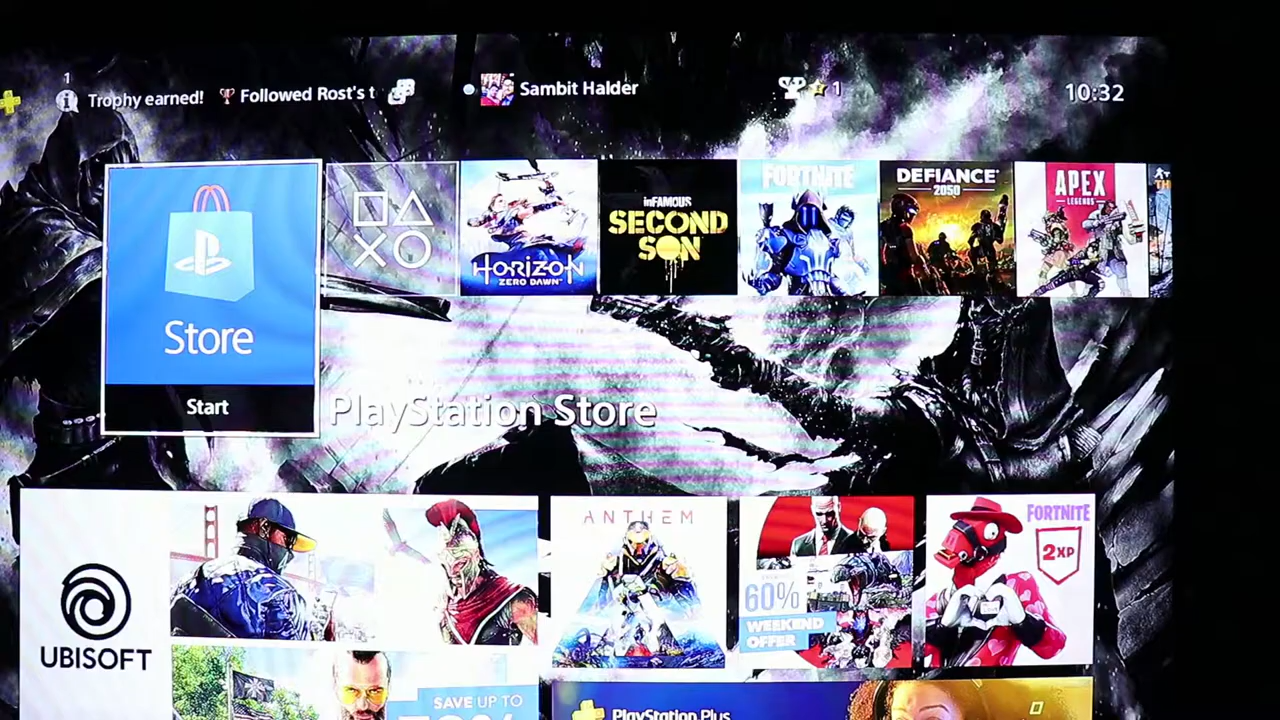 1
Trophy earned!
Followed Rost's t
Sambit Halder
1
10:32
Store
Start
HORIZON
ZERO DAWN
inFAMOUS
SECOND
SON
FORTNITE
DEFIANCE
2050
APEX
LEGENDS
TH
PlayStation Store
UBISOFT
SAVE UP TO
ANTHEM
60%
WEEKEND
OFFER
FORTNITE
2XP
PlayStation Plus